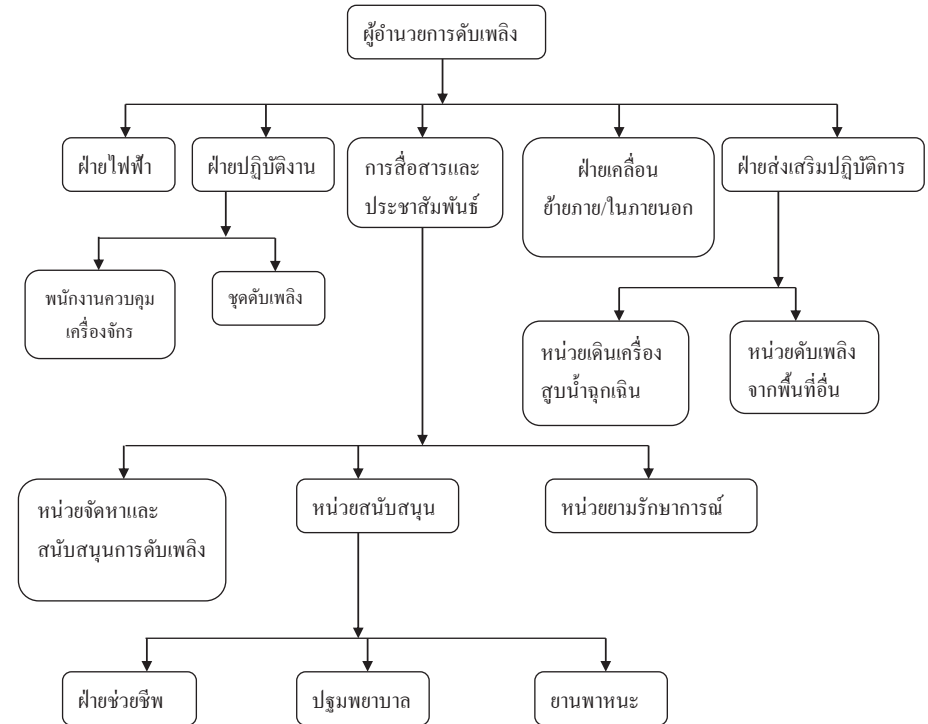 ผู้อำนวยการดับเพลิง
ฝ่ายไฟฟ้า
ฝ่ายปฏิบัติงาน
การสื่อสารและ
ประชาสัมพันธ์
ฝ่ายเคลื่อน
ย้ายภาย/ในภายนอก
ฝ่ายส่งเสริมปฏิบัติการ
พนักงานควบคุม
เครื่องจักร
ชุดดับเพลิง
หน่วยเดินเครื่อง
สูบน้ำฉุกเฉิน
หน่วยดับเพลิง
จากพื้นที่อื่น
หน่วยจัดหาและ
สนับสนุนการดับเพลิง
หน่วยสนับสนุน
หน่วยยามรักษาการณ์
ฝ่ายช่วยชีพ
ปฐมพยาบาล
ยานพาหนะ